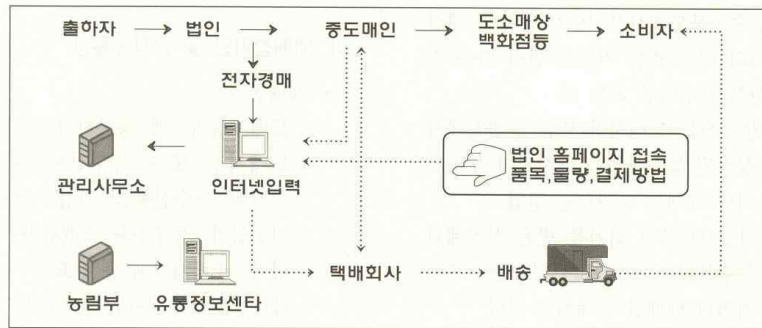 출하자
법인
중도매인
도소매상
백화점등
소비자
전자경매
법인 홈페이지 접속
품목,물량,결제방법
관리사무소
인터넷입력
택배회사
배송
농림부
유통정보센타